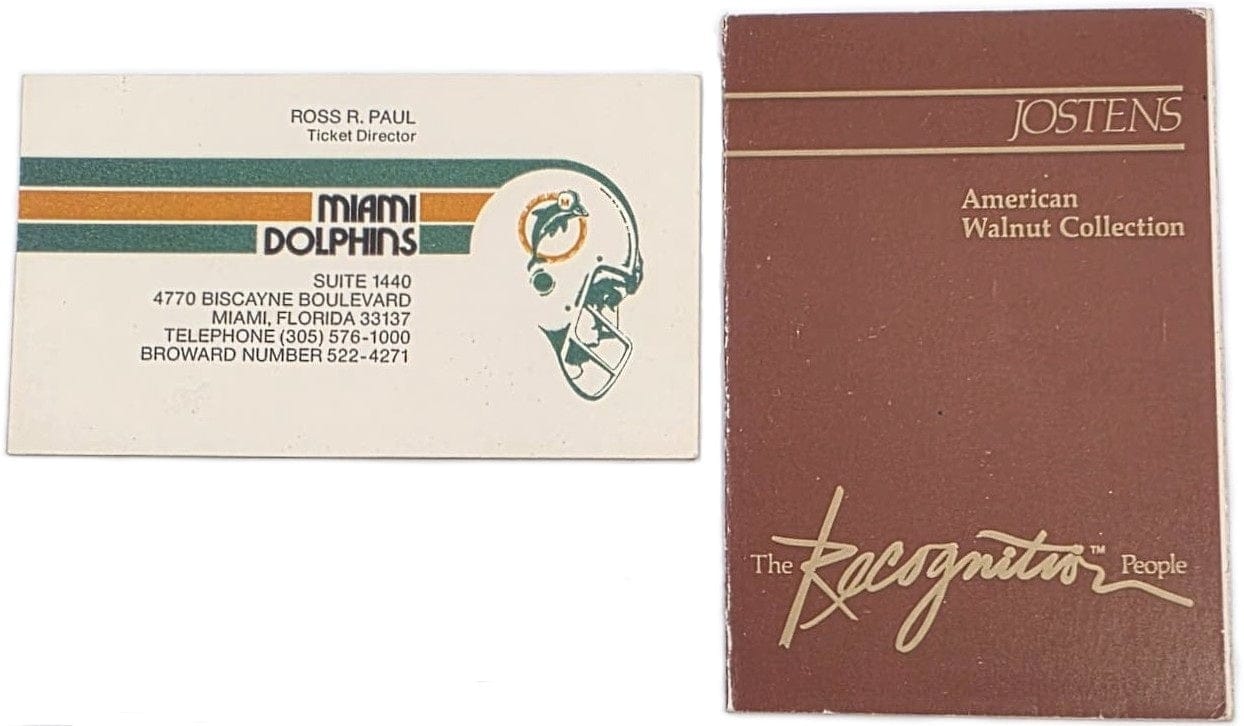 ROSS R. PAUL
Ticket Director
MIAMI
DOLPHINS
M
SUITE 1440
4770 BISCAYNE BOULEVARD
MIAMI, FLORIDA 33137
TELEPHONE (305) 576-1000
BROWARD NUMBER 522-4271
JOSTENS
American
Walnut Collection
The Recognition™ People